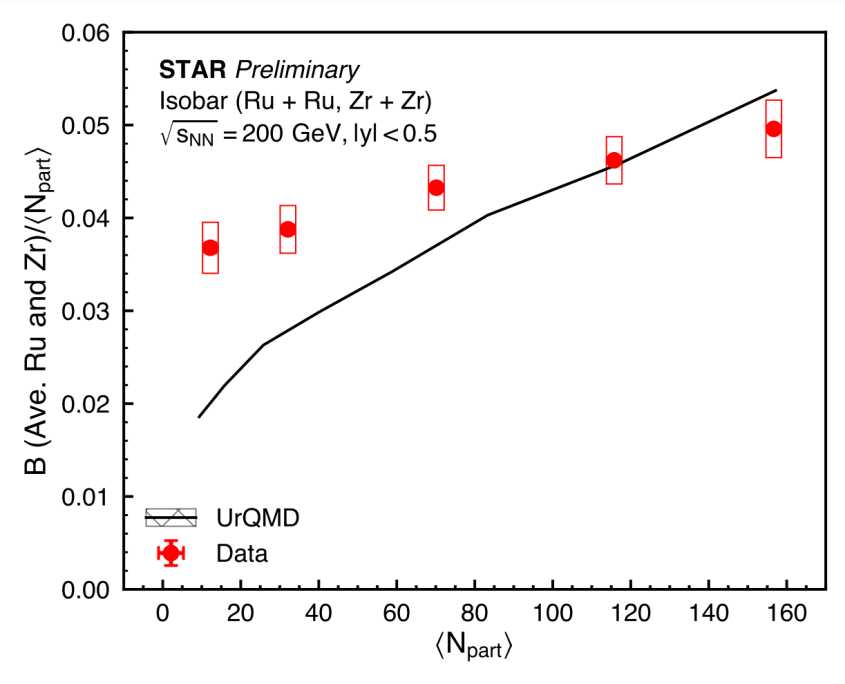 STAR Preliminary
Isobar (Ru + Ru, Zr + Zr)
√sNN = 200 GeV, |y| < 0.5
0.06
0.05
0.04
0.03
0.02
0.01
0.00
B (Ave. Ru and Zr)/⟨Npart⟩
UrQMD
Data
0 20 40 60 80 100 120 140 160
⟨Npart⟩